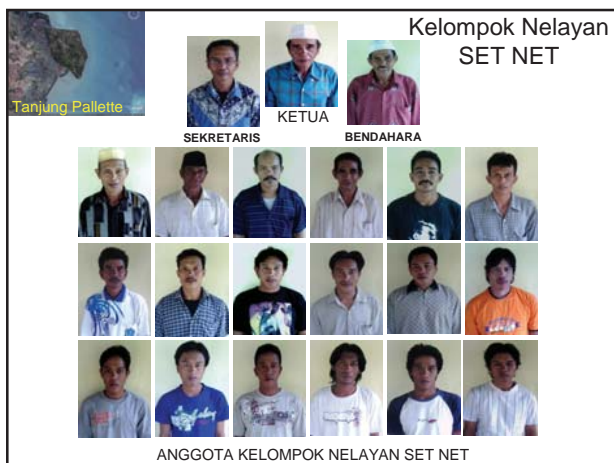 Kelompok Nelayan
SET NET
Tanjung Pallette
KETUA
SEKRETARIS
BENDAHARA
ANGGOTA KELOMPOK NELAYAN SET NET